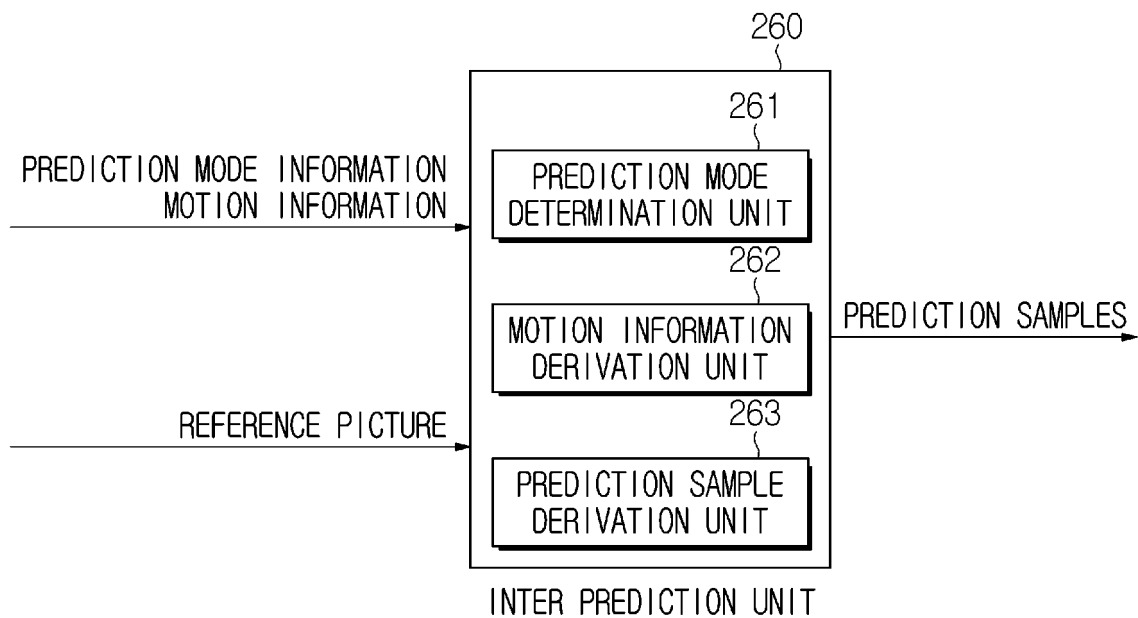 260
261
PREDICTION MODE INFORMATION
MOTION INFORMATION
PREDICTION MODE
DETERMINATION UNIT
262
MOTION INFORMATION
DERIVATION UNIT
PREDICTION SAMPLES
REFERENCE PICTURE
263
PREDICTION SAMPLE
DERIVATION UNIT
INTER PREDICTION UNIT